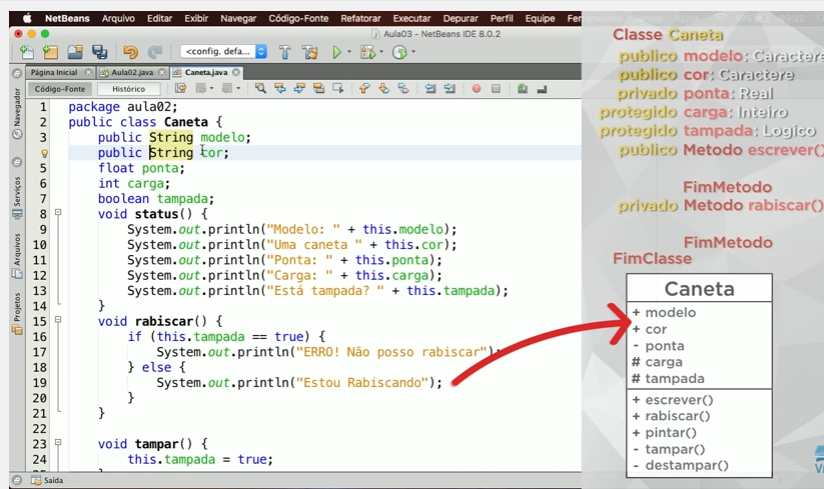 NetBeans Arquivo Editar Exibir Navegar Código-Fonte Refatorar Executar Depurar Perfil Equipe
Aula03 - NetBeans IDE 8.0.2
<config. defa...
Página Inicial Aula02.java Caneta.java
Código-Fonte Histórico
Navegador
Serviços
Arquivos
Projetos
1 package aula02;
2 public class Caneta {
3 public String modelo;
4 public String cor;
5 float ponta;
6 int carga;
7 boolean tampada;
8 void status() {
9 System.out.println("Modelo: " + this.modelo);
10 System.out.println("Uma caneta " + this.cor);
11 System.out.println("Ponta: " + this.ponta);
12 System.out.println("Carga: " + this.carga);
13 System.out.println("Está tampada? " + this.tampada);
14 }
15 void rabiscar() {
16 if (this.tampada == true) {
17 System.out.println("ERRO! Não posso rabiscar");
18 } else {
19 System.out.println("Estou Rabiscando");
20 }
21 }
22
23 void tampar() {
24 this.tampada = true;
Saída
Classe Caneta
publico modelo: Caractere
publico cor: Caractere
privado ponta: Real
protegido carga: Inteiro
protegido tampada: Logico
publico Metodo escrever()
FimMetodo
privado Metodo rabiscar()
FimMetodo
FimClasse
Caneta
+ modelo
+ cor
- ponta
# carga
# tampada
+ escrever()
+ rabiscar()
+ pintar()
- tampar()
- destampar()